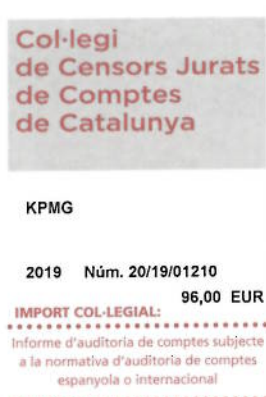 Col·legi
de Censors Jurats
de Comptes
de Catalunya
KPMG
2019 Núm. 20/19/01210
96,00 EUR
IMPORT COL·LEGIAL:
Informe d'auditoria de comptes subjecte
a la normativa d'auditoria de comptes
espanyola o internacional